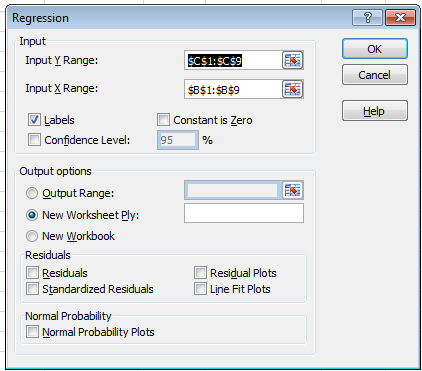 Regression
Input
Input Y Range: $C$1:$C$9
Input X Range: $B$1:$B$9
Labels Constant is Zero
Confidence Level: 95 %
OK
Cancel
Help
Output options
Output Range:
New Worksheet Ply:
New Workbook
Residuals
Residuals Residual Plots
Standardized Residuals Line Fit Plots
Normal Probability
Normal Probability Plots